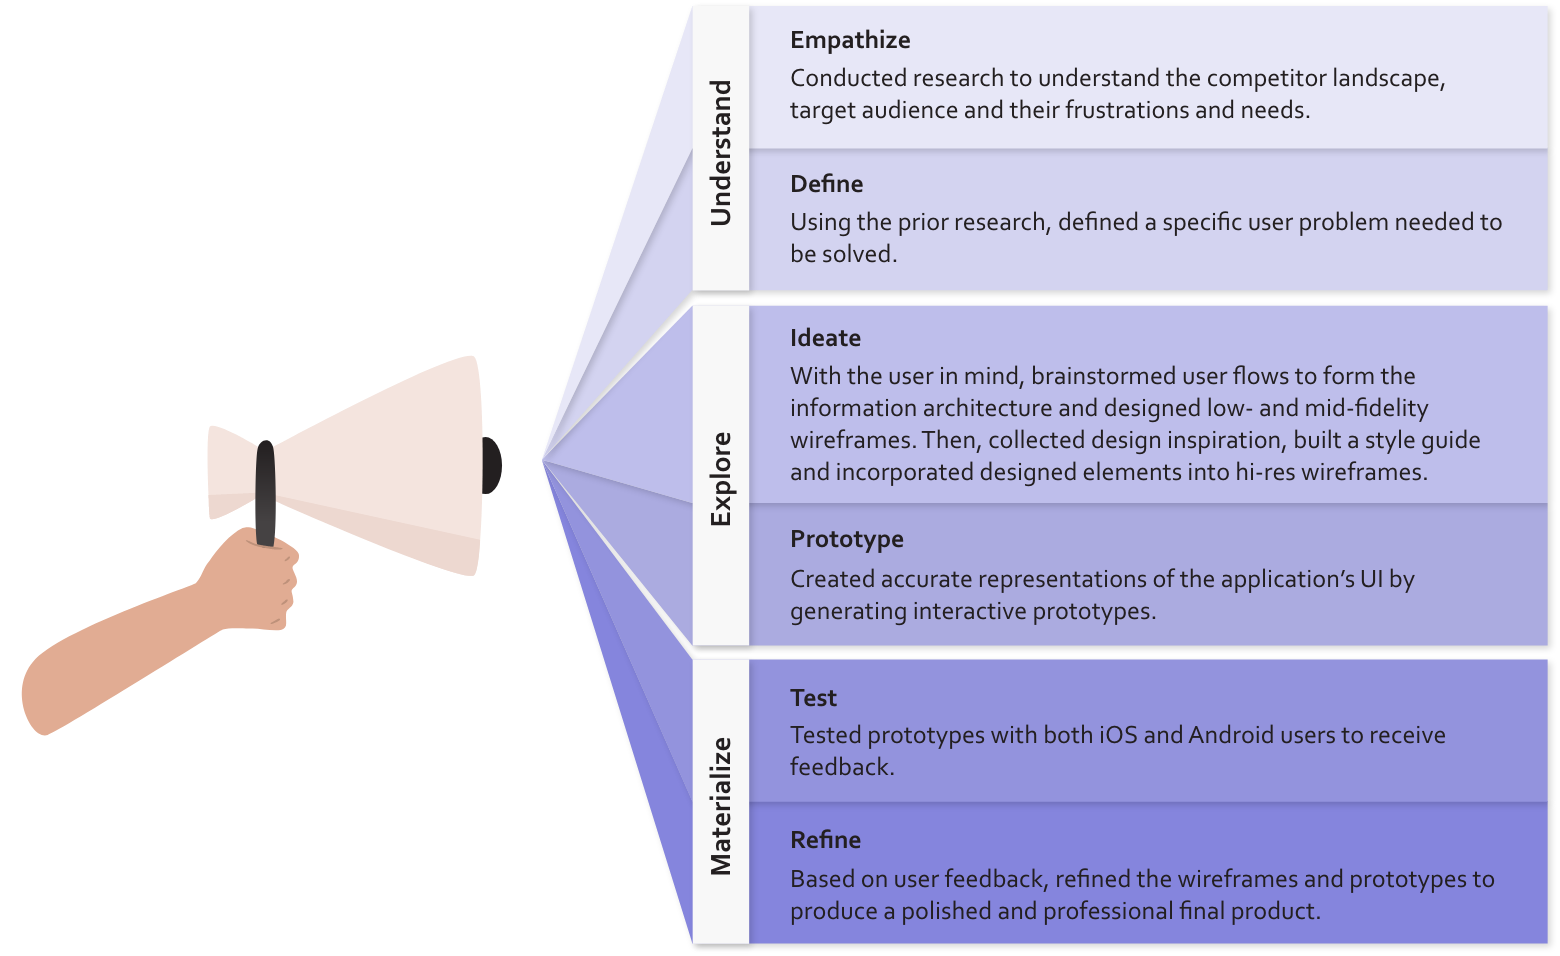 Understand
Empathize
Conducted research to understand the competitor landscape,
target audience and their frustrations and needs.
Define
Using the prior research, defined a specific user problem needed to
be solved.
Explore
Ideate
With the user in mind, brainstormed user flows to form the
information architecture and designed low- and mid-fidelity
wireframes. Then, collected design inspiration, built a style guide
and incorporated designed elements into hi-res wireframes.
Prototype
Created accurate representations of the application’s UI by
generating interactive prototypes.
Materialize
Test
Tested prototypes with both iOS and Android users to receive
feedback.
Refine
Based on user feedback, refined the wireframes and prototypes to
produce a polished and professional final product.